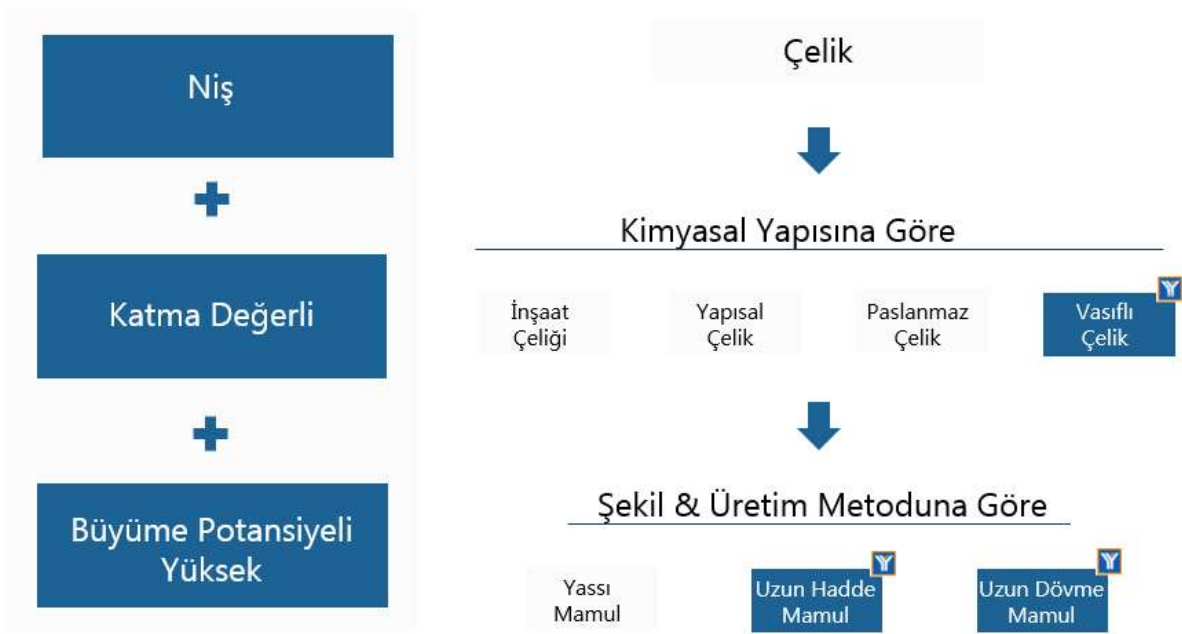 Niş
Katma Değerli
Büyüme Potansiyeli
Yüksek
Çelik
Kimyasal Yapısına Göre
İnşaat
Çeliği
Yapısal
Çelik
Paslanmaz
Çelik
Vasıflı
Çelik
Şekil & Üretim Metoduna Göre
Yassı
Mamul
Uzun Hadde
Mamul
Uzun Dövme
Mamul